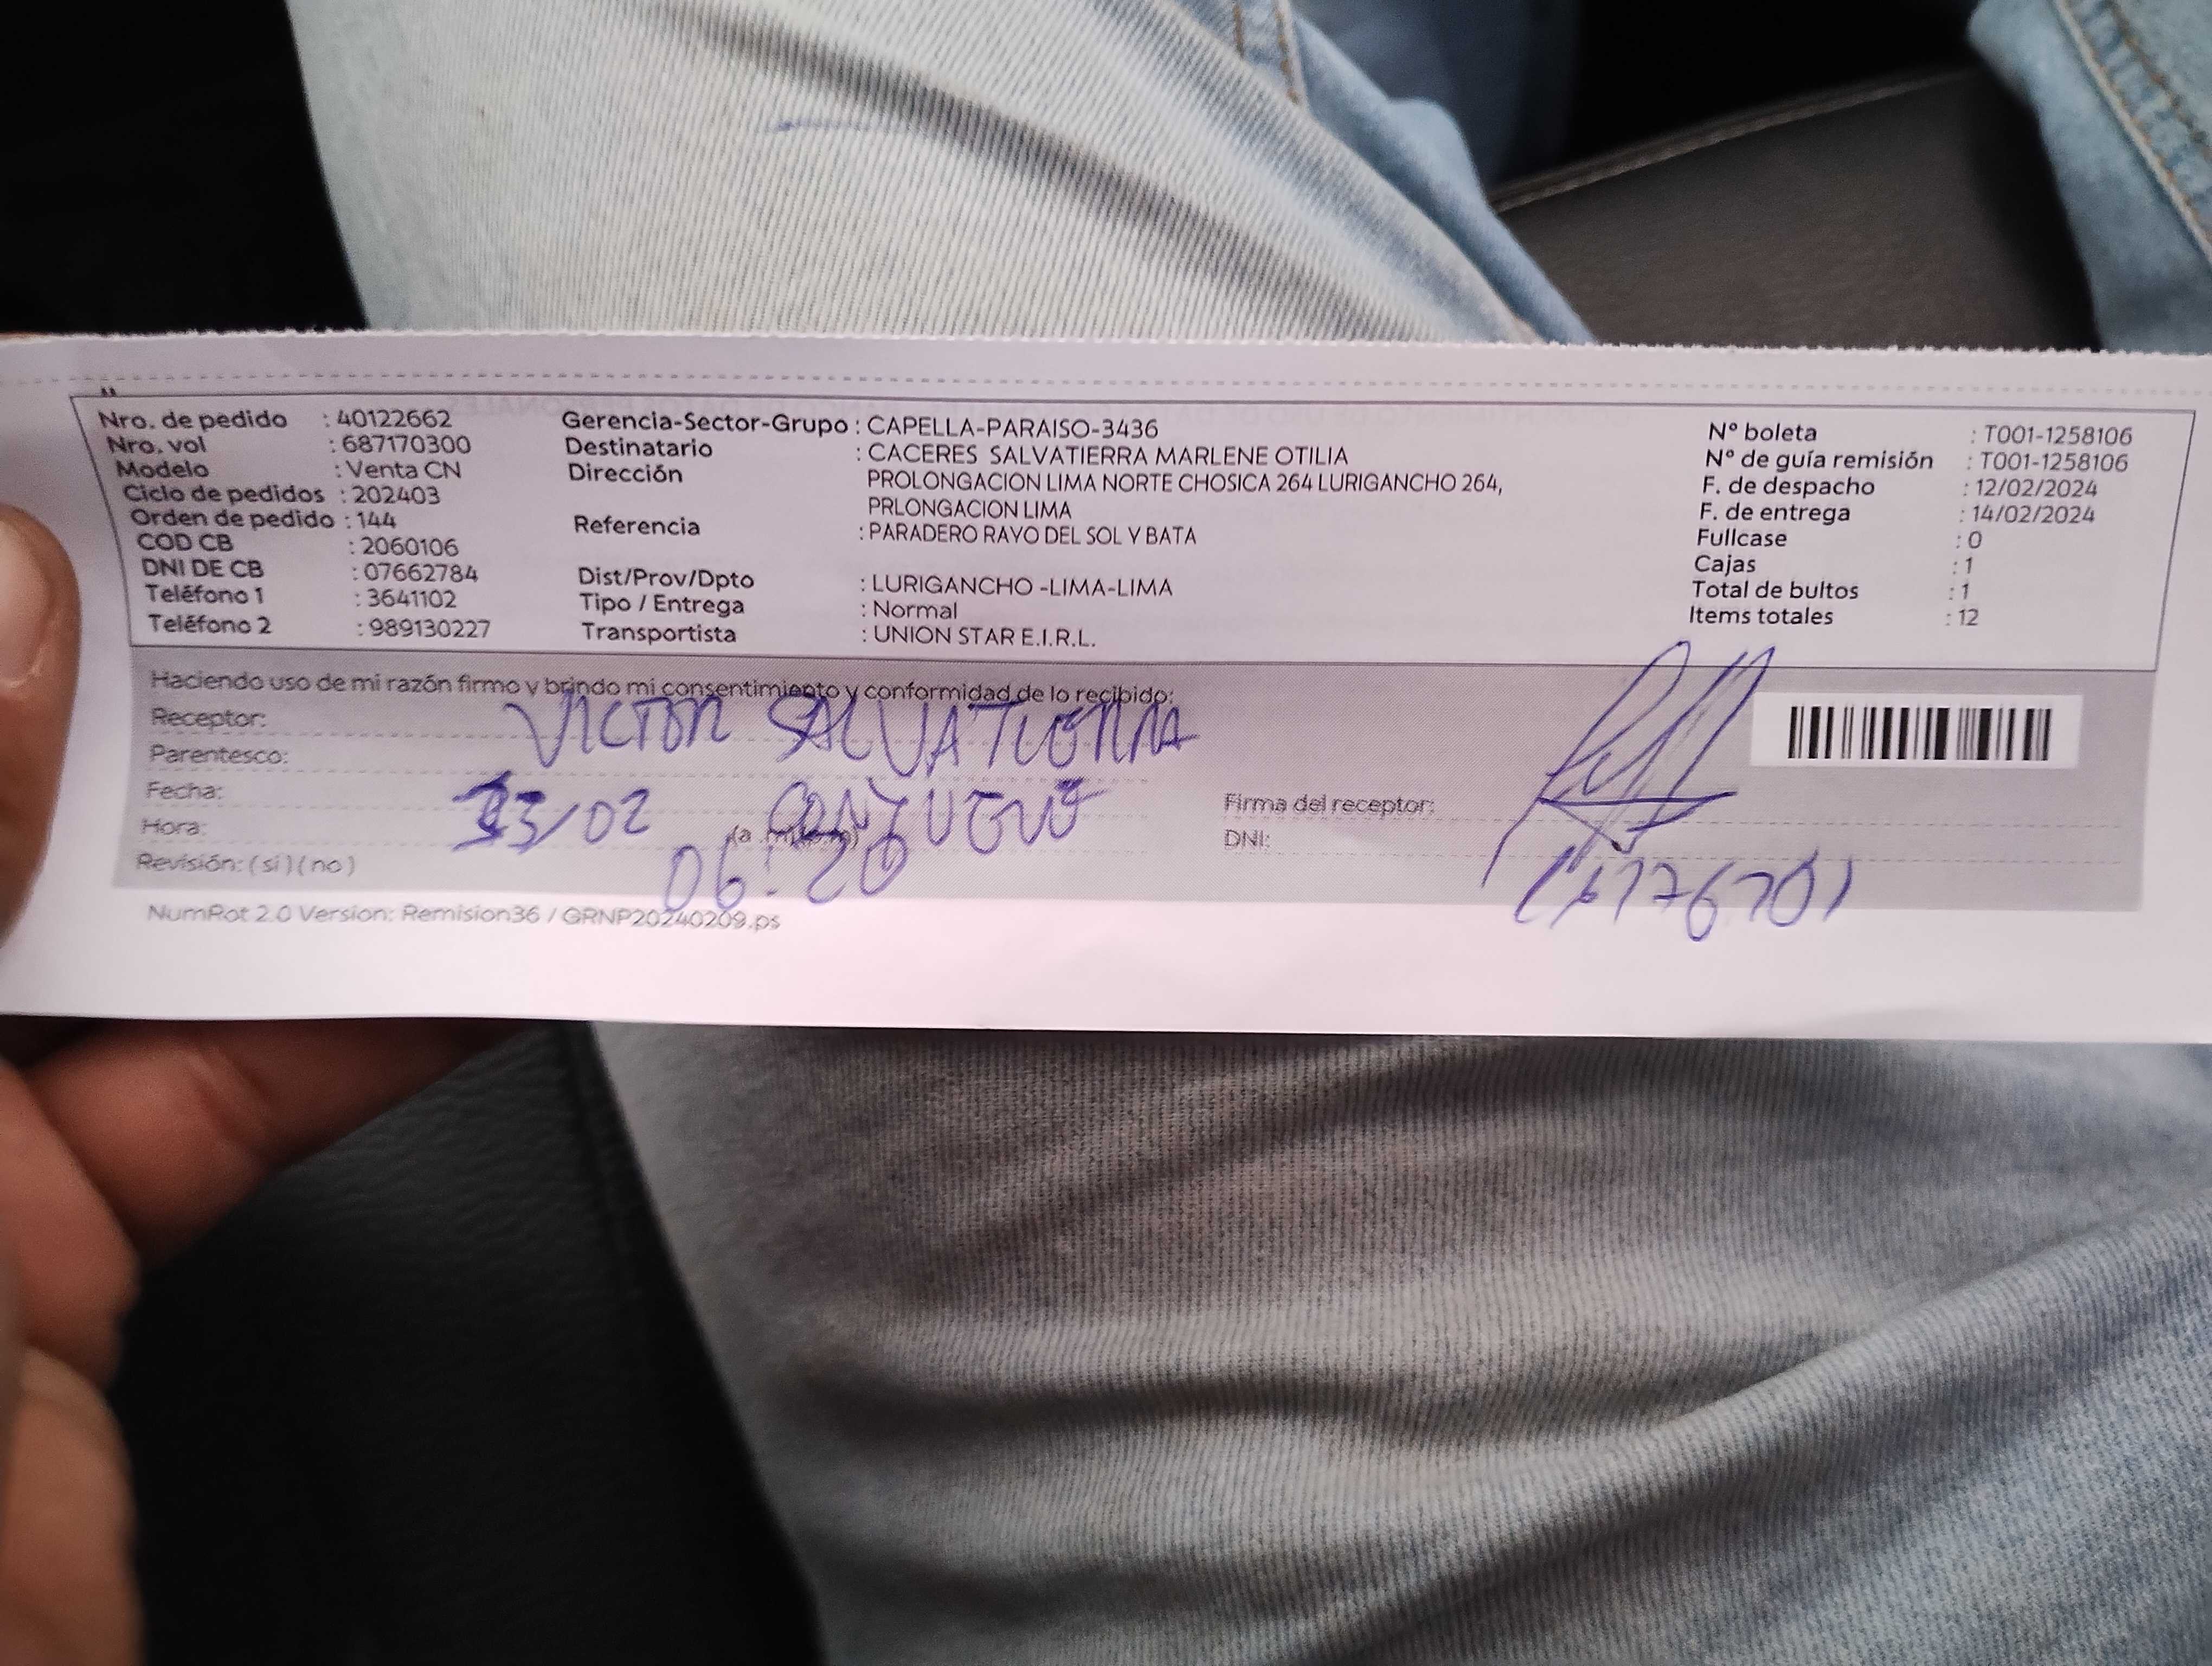 Nro. de pedido : 40122662
Nro. vol : 687170300
Modelo : Venta CN
Ciclo de pedidos : 202403
Orden de pedido : 144
COD CB : 2060106
DNI DE CB : 07662784
Teléfono 1 : 3641102
Teléfono 2 : 989130227
Gerencia-Sector-Grupo : CAPELLA-PARAISO-3436
Destinatario : CACERES SALVATIERRA MARLENE OTILIA
Dirección PROLONGACION LIMA NORTE CHOSICA 264 LURIGANCHO 264,
PRLONGACION LIMA
Referencia : PARADERO RAYO DEL SOL Y BATA
Dist/Prov/Dpto : LURIGANCHO -LIMA-LIMA
Tipo / Entrega : Normal
Transportista : UNION STAR E.I.R.L.
N° boleta : T001-1258106
N° de guía remisión : T001-1258106
F. de despacho : 12/02/2024
F. de entrega : 14/02/2024
Fullcase : 0
Cajas : 1
Total de bultos : 1
Items totales : 12
Haciendo uso de mi razón firmo y brindo mi consentimiento y conformidad de lo recibido:
Receptor: VICTOR
Parentesco:
Fecha: /02
Hora: 06:20
Revisión: ( si ) ( no )
Firma del receptor:
DNI:
NumRot 2.0 Version: Remision36 / GRNP20240209.ps